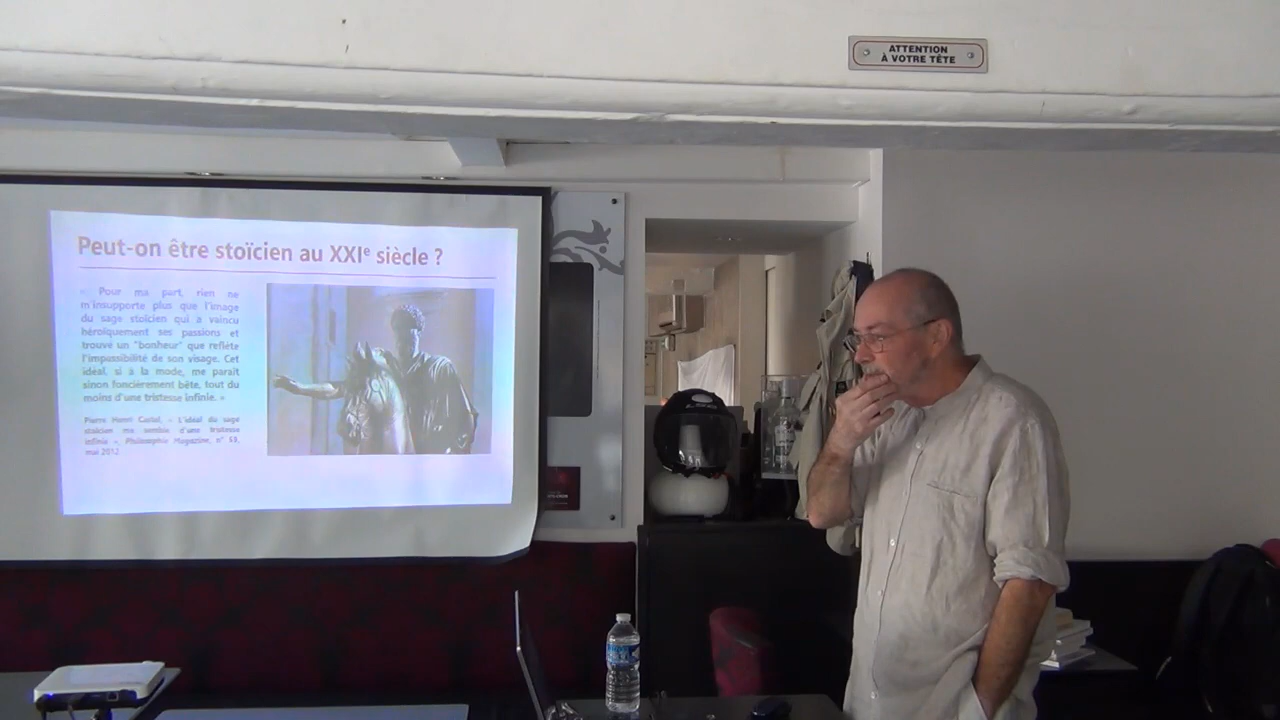 ATTENTION
À VOTRE TÊTE
Peut-on être stoïcien au XXIe siècle ?
« Pour ma part, rien ne
m'insupporte plus que l'image
du sage stoïcien qui a vaincu
héroïquement ses passions et
trouvé un "bonheur" que reflète
l'impassibilité de son visage. Cet
idéal, si à la mode, me paraît
sinon foncièrement bête, tout du
moins d'une tristesse infinie. »
Pierre Henri « L'idéal du sage
stoïcien me semble d'une tristesse
infinie », Philosophie Magazine, n° 53,
mai 2012